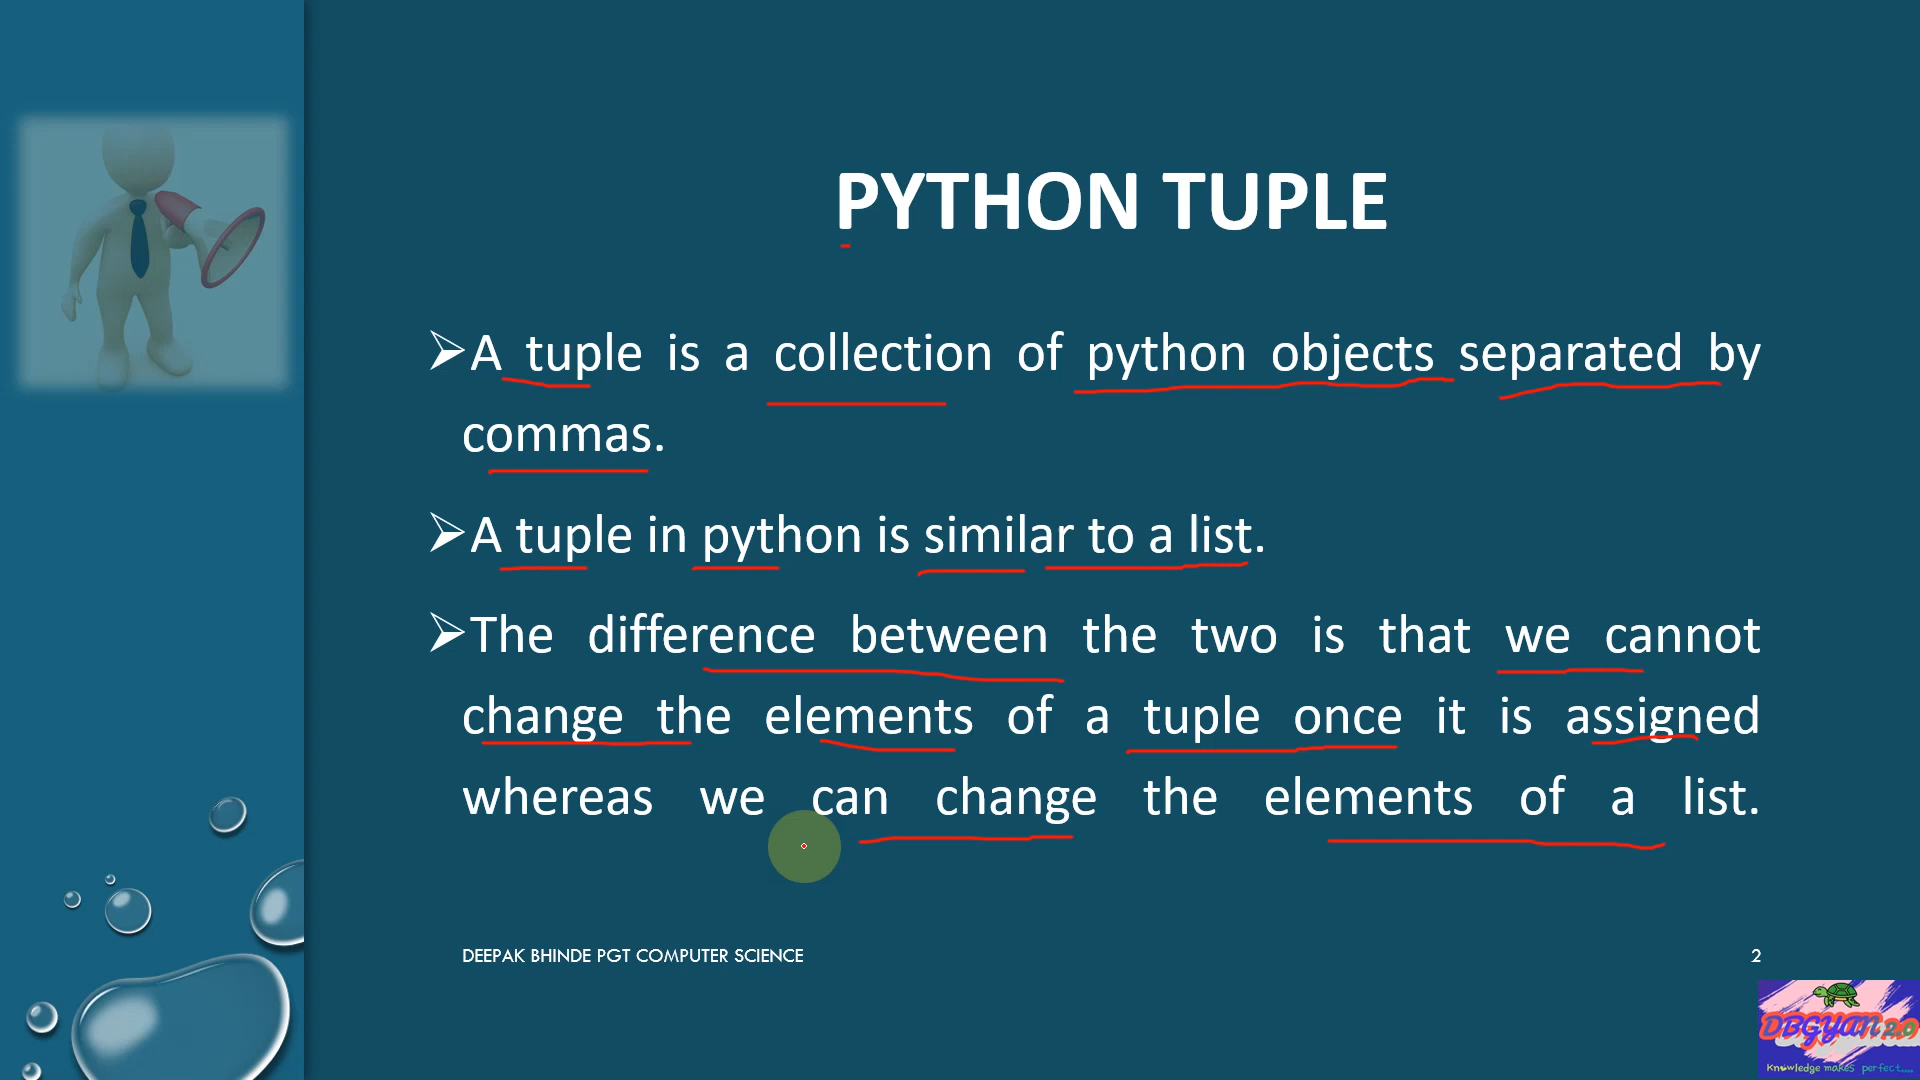 PYTHON TUPLE
➢A tuple is a collection of python objects separated by
commas.
➢A tuple in python is similar to a list.
➢The difference between the two is that we cannot
change the elements of a tuple once it is assigned
whereas we can change the elements of a list.
DEEPAK BHINDE PGT COMPUTER SCIENCE
2
DBGYAN 2.0
Knowledge makes perfect....